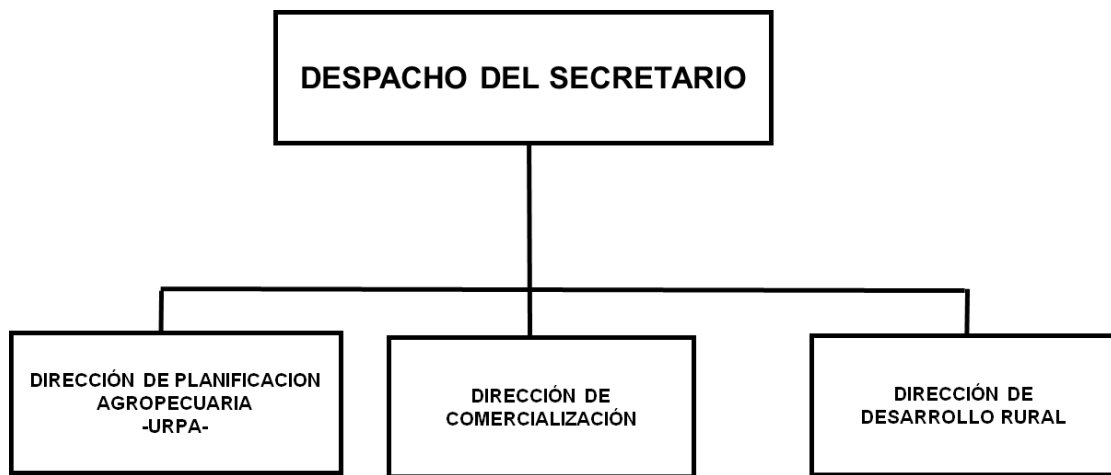 DESPACHO DEL SECRETARIO
DIRECCIÓN DE PLANIFICACION
AGROPECUARIA
-URPA-
DIRECCIÓN DE
COMERCIALIZACIÓN
DIRECCIÓN DE
DESARROLLO RURAL